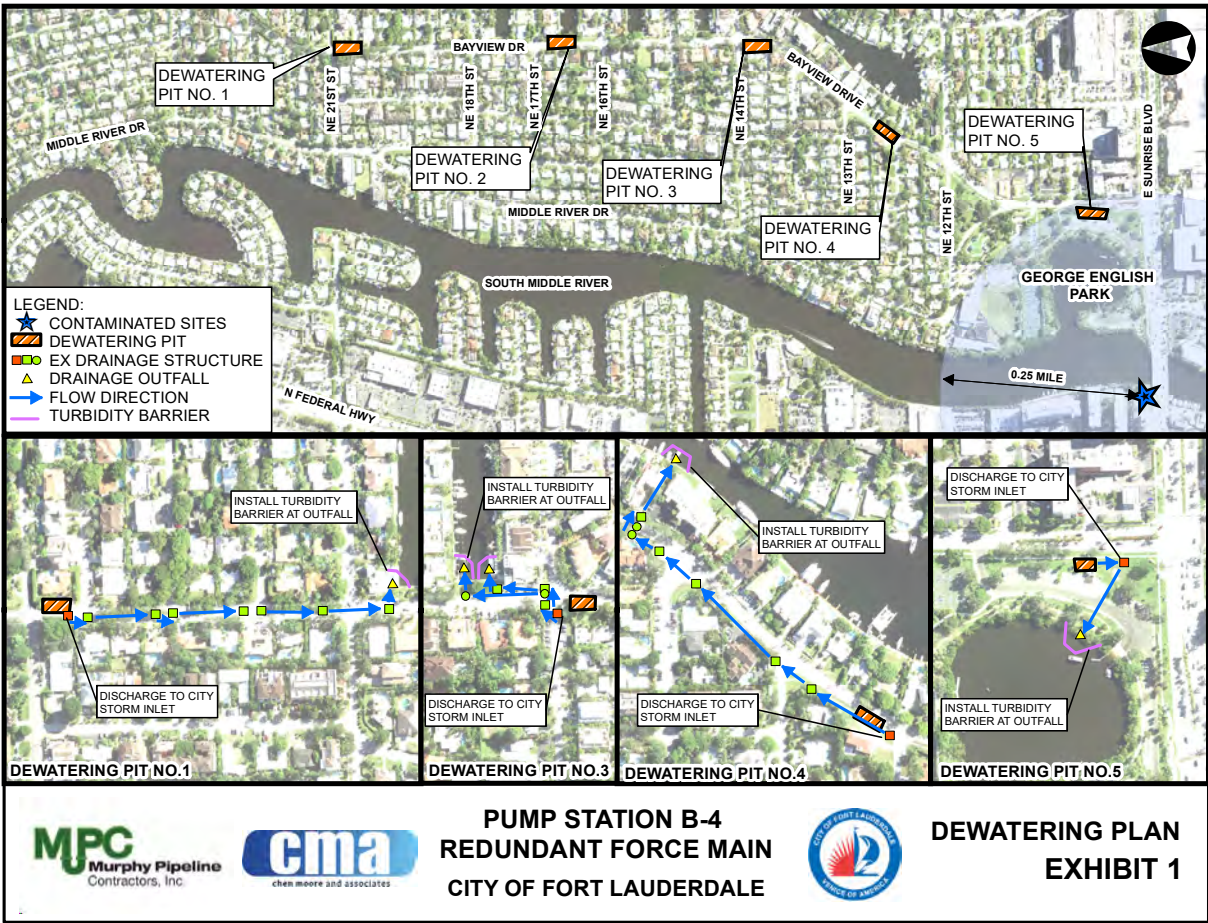 BAYVIEW DR
DEWATERING
PIT NO. 1
NE 21ST ST
NE 18TH ST
NE 17TH ST
NE 16TH ST
NE 14TH ST
BAYVIEW DRIVE
NE 13TH ST
NE 12TH ST
E SUNRISE BLVD
MIDDLE RIVER DR
DEWATERING
PIT NO. 2
DEWATERING
PIT NO. 3
DEWATERING
PIT NO. 4
DEWATERING
PIT NO. 5
MIDDLE RIVER DR
SOUTH MIDDLE RIVER
GEORGE ENGLISH
PARK
0.25 MILE
N FEDERAL HWY
LEGEND:
CONTAMINATED SITES
DEWATERING PIT
EX DRAINAGE STRUCTURE
DRAINAGE OUTFALL
FLOW DIRECTION
TURBIDITY BARRIER
INSTALL TURBIDITY
BARRIER AT OUTFALL
DISCHARGE TO CITY
STORM INLET
DEWATERING PIT NO.1
INSTALL TURBIDITY
BARRIER AT OUTFALL
DISCHARGE TO CITY
STORM INLET
DEWATERING PIT NO.3
INSTALL TURBIDITY
BARRIER AT OUTFALL
DISCHARGE TO CITY
STORM INLET
DEWATERING PIT NO.4
DISCHARGE TO CITY
STORM INLET
INSTALL TURBIDITY
BARRIER AT OUTFALL
DEWATERING PIT NO.5
MPC
Murphy Pipeline
Contractors, Inc.
cma
chen moore and associates
PUMP STATION B-4
REDUNDANT FORCE MAIN
CITY OF FORT LAUDERDALE
CITY OF FORT LAUDERDALE
VENICE OF AMERICA
DEWATERING PLAN
EXHIBIT 1